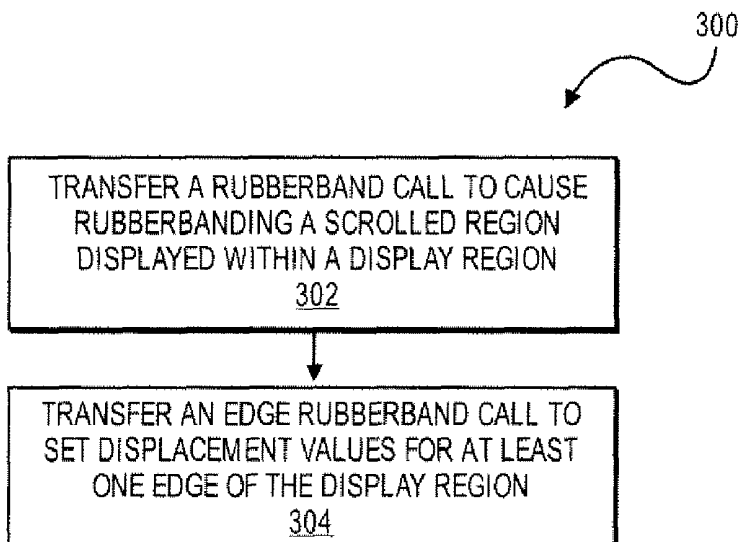 300
TRANSFER A RUBBERBAND CALL TO CAUSE
RUBBERBANDING A SCROLLED REGION
DISPLAYED WITHIN A DISPLAY REGION
302
TRANSFER AN EDGE RUBBERBAND CALL TO
SET DISPLACEMENT VALUES FOR AT LEAST
ONE EDGE OF THE DISPLAY REGION
304